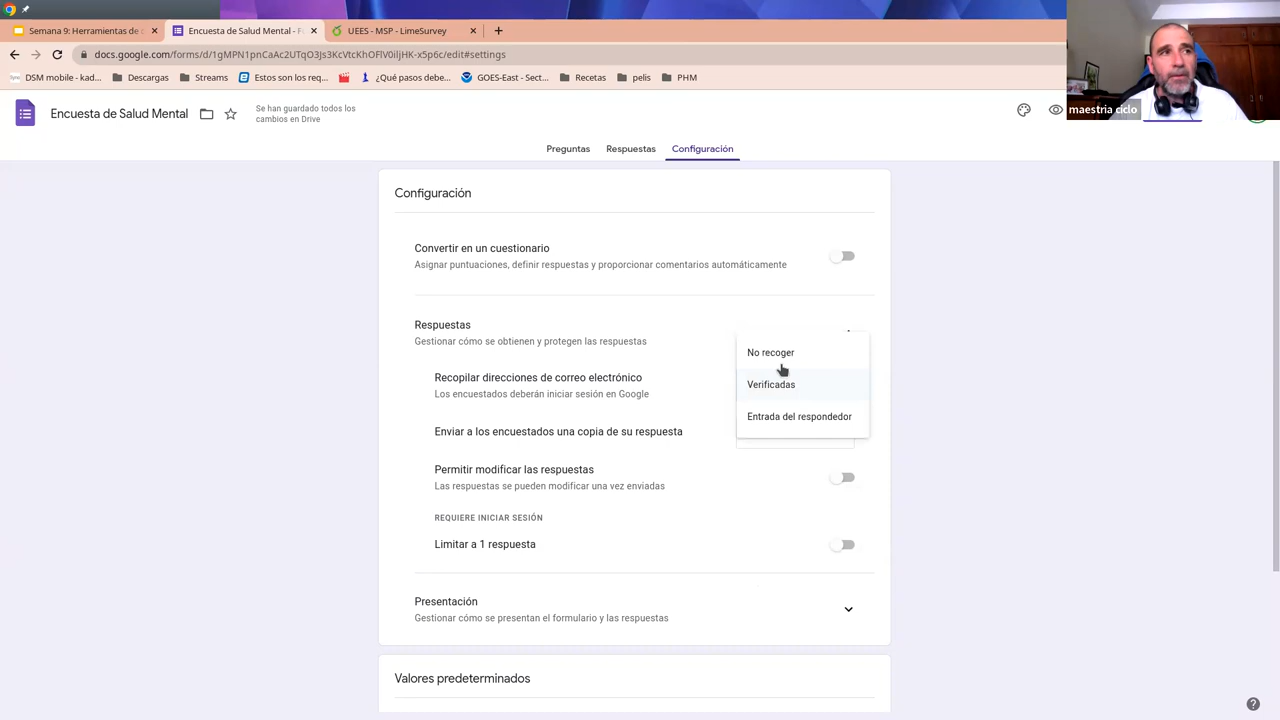 Semana 9: Herramientas de
Encuesta de Salud Mental - F
UEES - MSP - LimeSurvey
docs.google.com/forms/d/1gMPN1pnCaAc2UTqO3Js3KcVtcKhOFlV0iljHK-x5p6c/edit#settings
DSM mobile - kad...
Descargas
Streams
Estos son los req...
¿Qué pasos debe...
GOES-East - Sect...
Recetas
pelis
PHM
maestria ciclo
Encuesta de Salud Mental
Se han guardado todos los
cambios en Drive
Preguntas
Respuestas
Configuración
Configuración
Convertir en un cuestionario
Asignar puntuaciones, definir respuestas y proporcionar comentarios automáticamente
Respuestas
Gestionar cómo se obtienen y protegen las respuestas
No recoger
Verificadas
Entrada del respondedor
Recopilar direcciones de correo electrónico
Los encuestados deberán iniciar sesión en Google
Enviar a los encuestados una copia de su respuesta
Permitir modificar las respuestas
Las respuestas se pueden modificar una vez enviadas
REQUIERE INICIAR SESIÓN
Limitar a 1 respuesta
Presentación
Gestionar cómo se presentan el formulario y las respuestas
Valores predeterminados